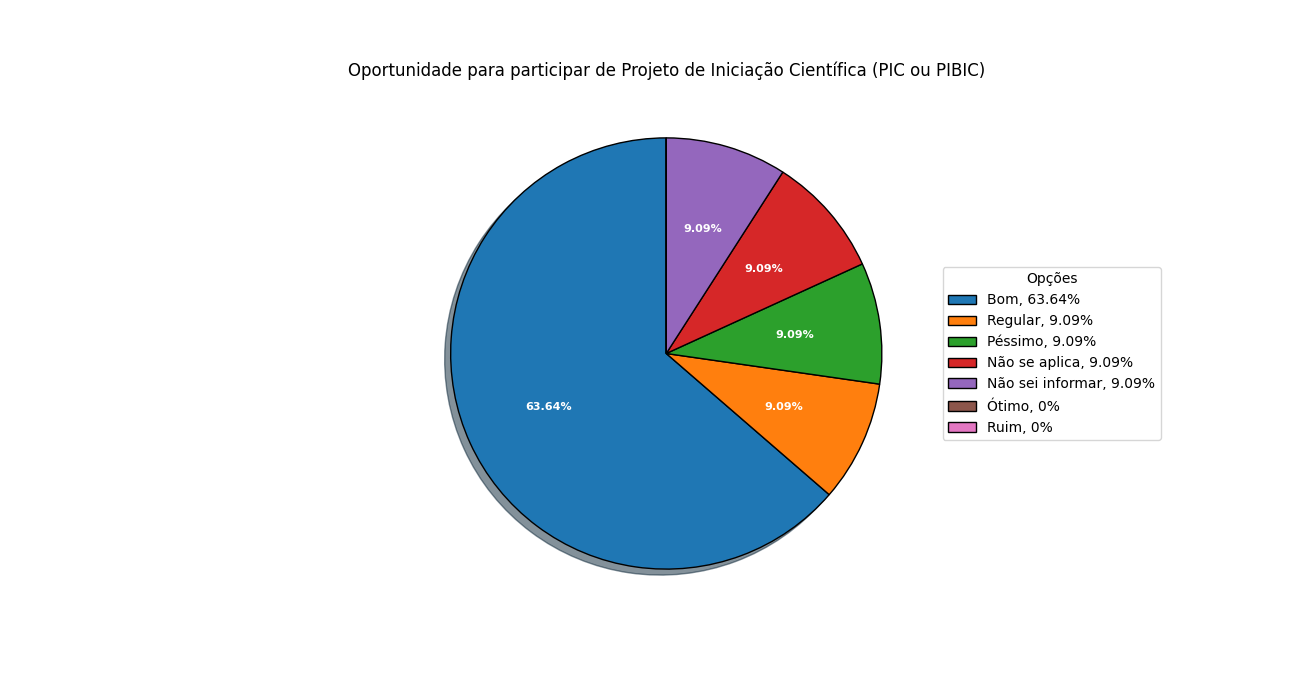 Oportunidade para participar de Projeto de Iniciação Científica (PIC ou PIBIC)
9.09%
9.09%
9.09%
9.09%
63.64%
Opções
Bom, 63.64%
Regular, 9.09%
Péssimo, 9.09%
Não se aplica, 9.09%
Não sei informar, 9.09%
Ótimo, 0%
Ruim, 0%